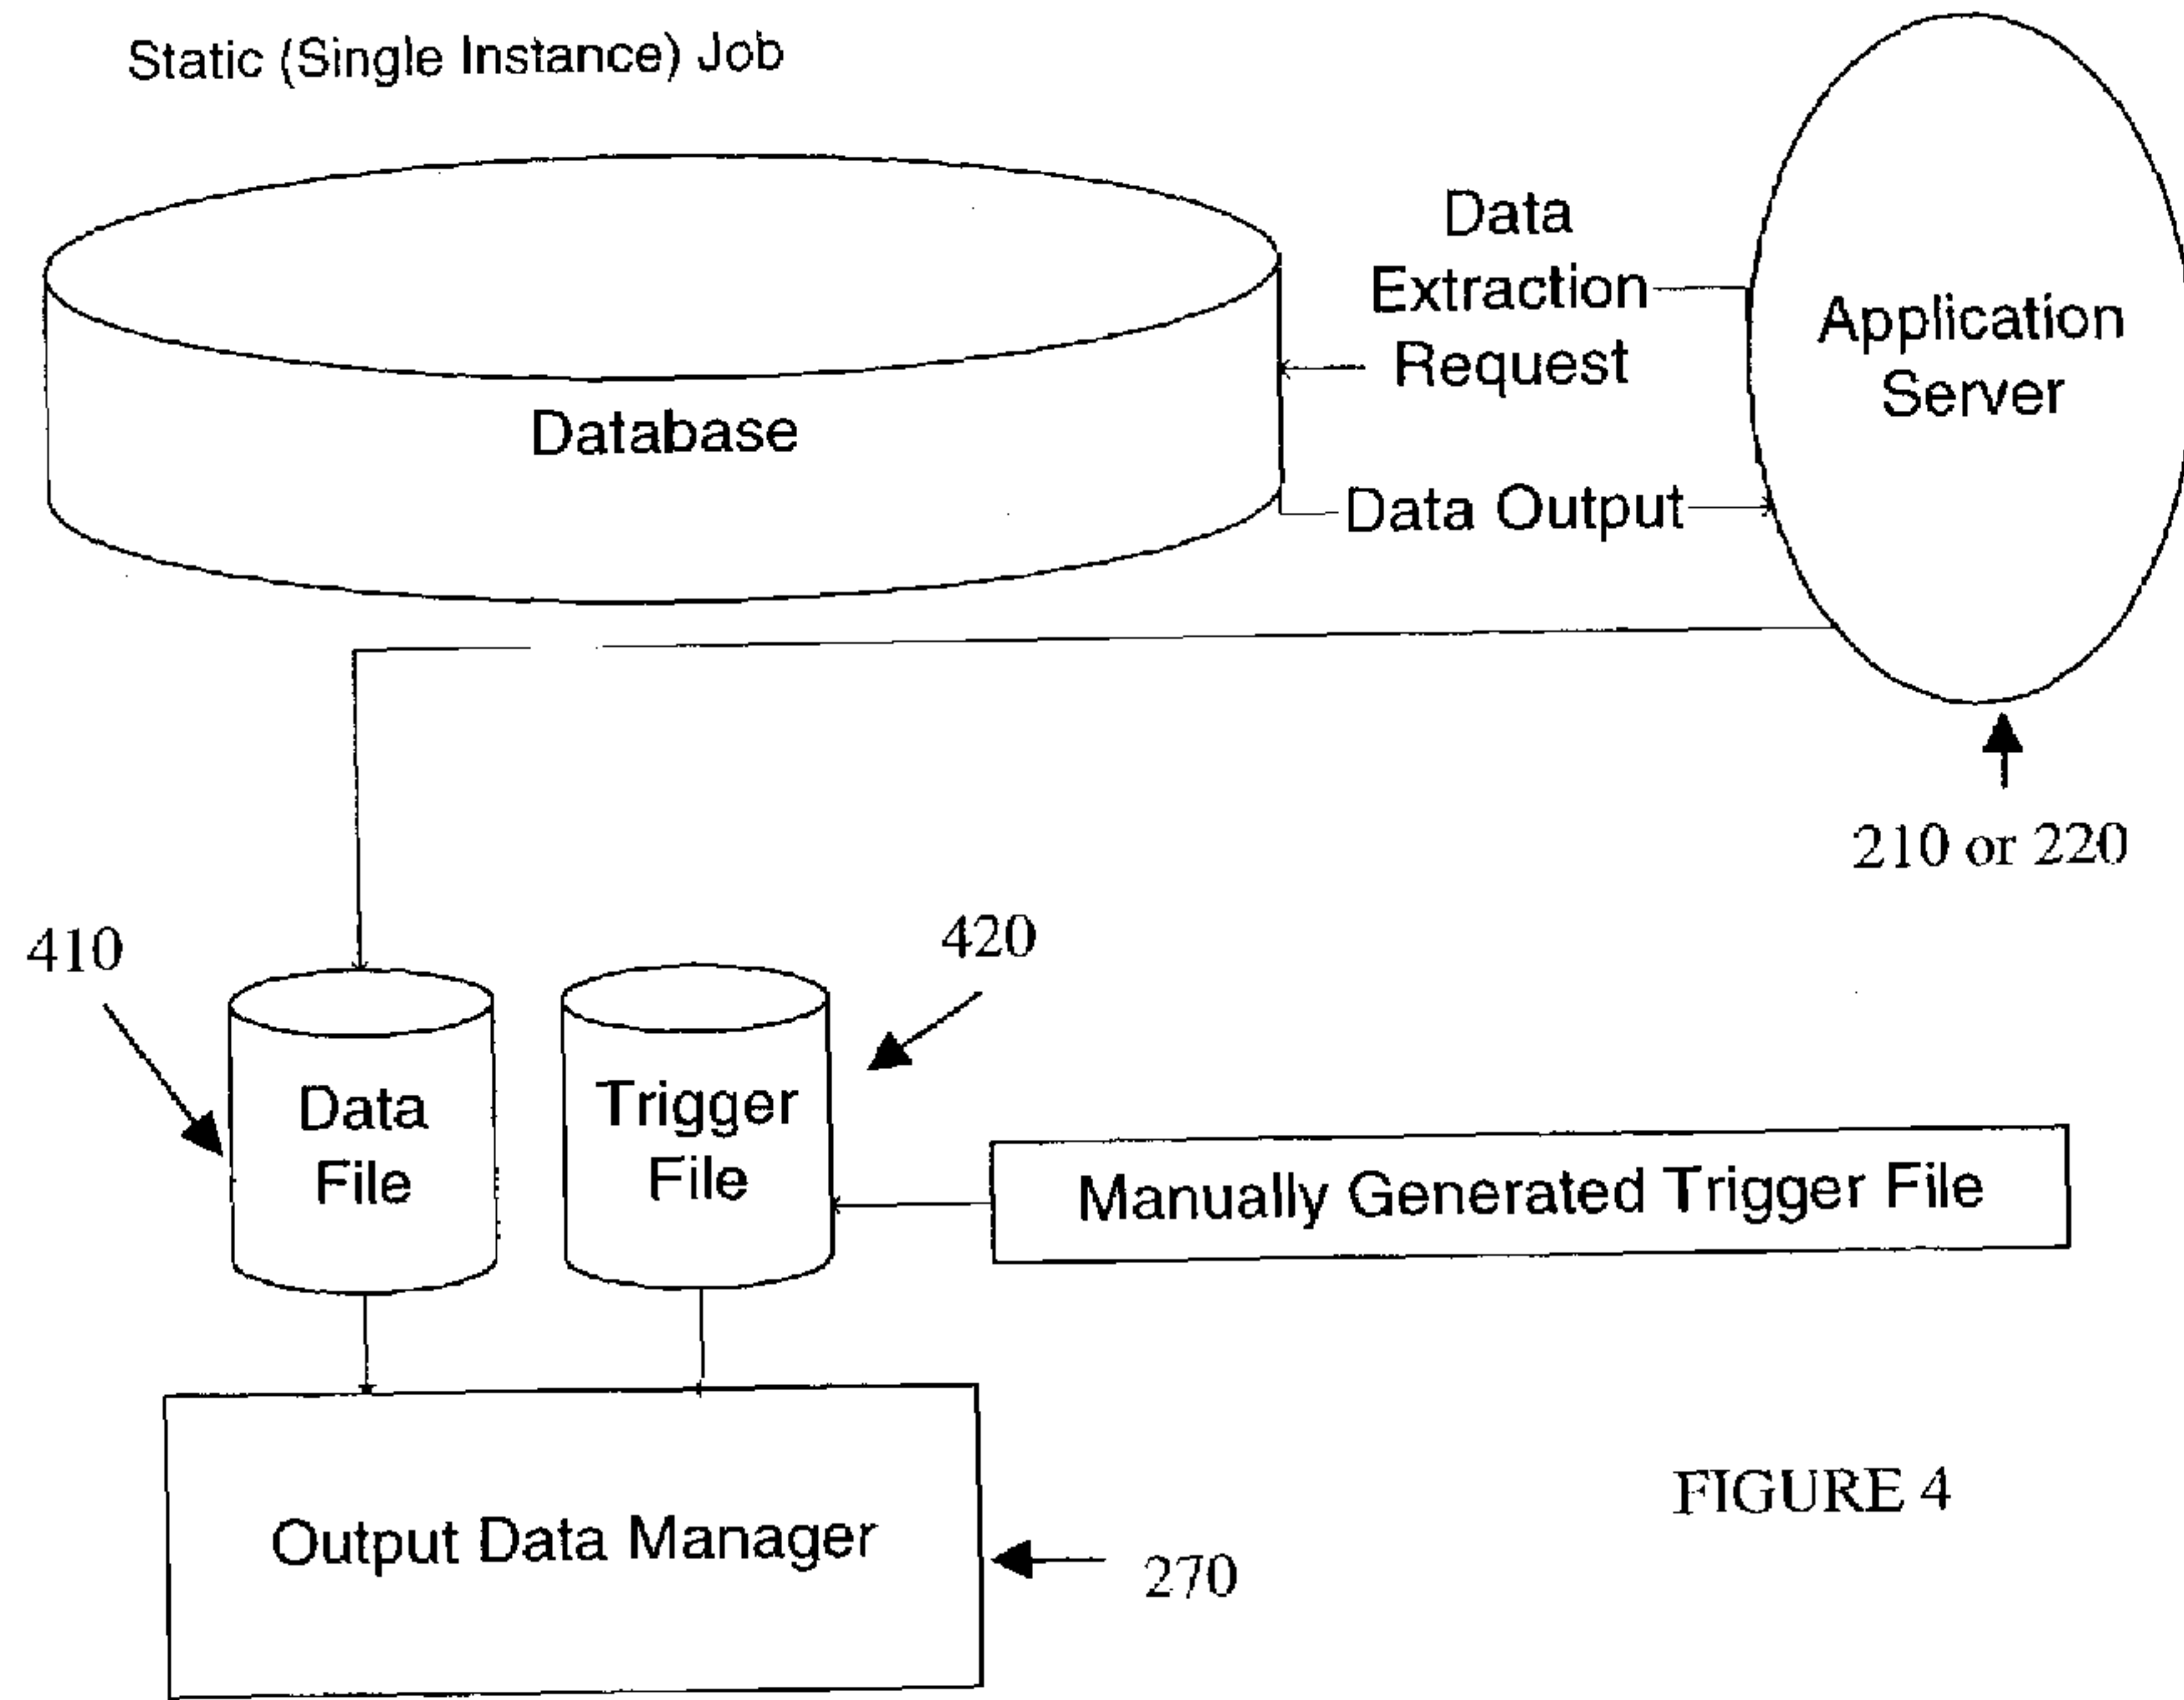 Static (Single Instance) Job
Data
Extraction
Request
Application
Server
Database
Data Output
210 or 220
410
420
Data
File
Trigger
File
Manually Generated Trigger File
Output Data Manager
270
FIGURE 4